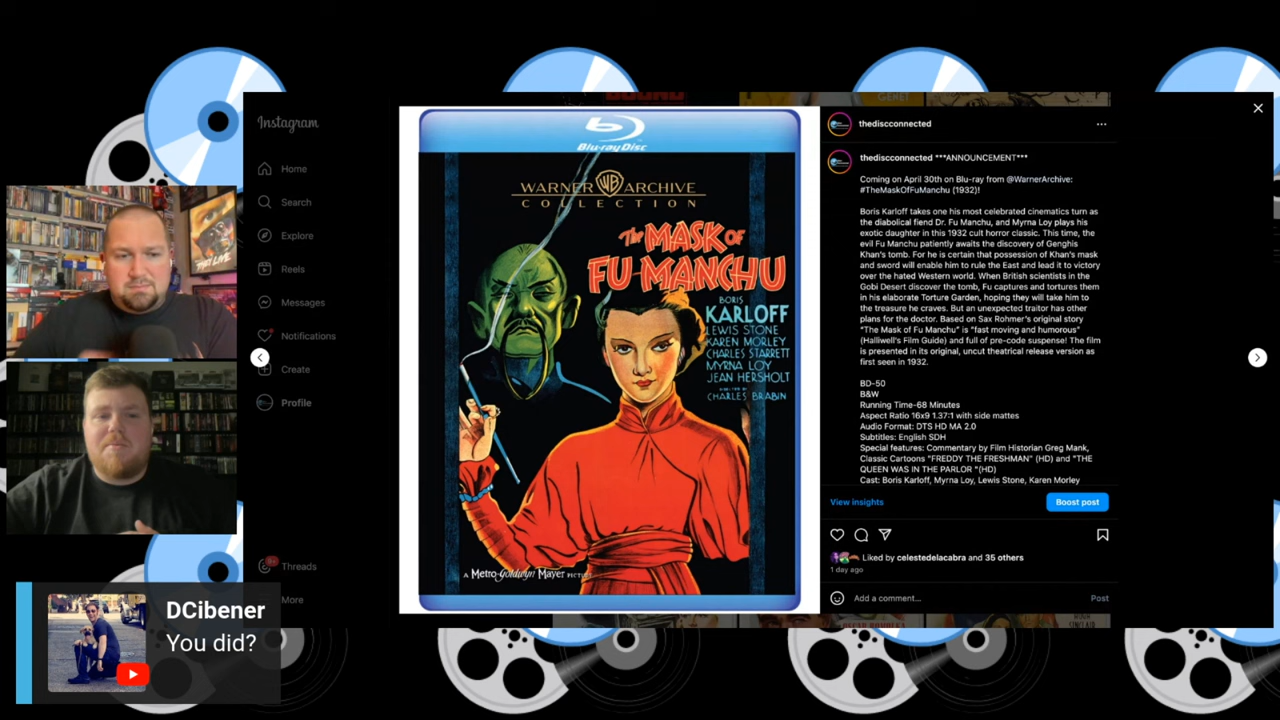 GENET
Instagram
Home
Search
Explore
Reels
Messages
Notifications
Create
Profile
Threads
More
THEY LIVE
Blu-ray Disc
WARNER WB ARCHIVE
COLLECTION
The MASK OF
FU MANCHU
BORIS
KARLOFF
LEWIS STONE
KAREN MORLEY
CHARLES STARRETT
MYRNA LOY
JEAN HERSHOLT
DIRECTED BY
CHARLES BRABIN
A Metro-Goldwyn-Mayer PICTURE
thediscconnected
thediscconnected ***ANNOUNCEMENT***
Coming on April 30th on Blu-ray from @WarnerArchive:
#TheMaskOfFuManchu (1932)!
Boris Karloff takes one his most celebrated cinematics turn as
the diabolical fiend Dr. Fu Manchu, and Myrna Loy plays his
exotic daughter in this 1932 cult horror classic. This time, the
evil Fu Manchu patiently awaits the discovery of Genghis
Khan's tomb. For he is certain that possession of Khan's mask
and sword will enable him to rule the East and lead it to victory
over the hated Western world. When British scientists in the
Gobi Desert discover the tomb, Fu captures and tortures them
in his elaborate Torture Garden, hoping they will take him to
the treasure he craves. But an unexpected traitor has other
plans for the doctor. Based on Sax Rohmer's original story
"The Mask of Fu Manchu" is "fast moving and humorous"
(Halliwell's Film Guide) and full of pre-code suspense! The film
is presented in its original, uncut theatrical release version as
first seen in 1932.
BD-50
B&W
Running Time-68 Minutes
Aspect Ratio 16x9 1.37:1 with side mattes
Audio Format: DTS HD MA 2.0
Subtitles: English SDH
Special features: Commentary by Film Historian Greg Mank,
Classic Cartoons "FREDDY THE FRESHMAN" (HD) and "THE
QUEEN WAS IN THE PARLOR "(HD)
Cast: Boris Karloff, Myrna Loy, Lewis Stone, Karen Morley
View insights
Boost post
Liked by celestedelacabra and 35 others
1 day ago
Add a comment...
Post
DCibener
You did?